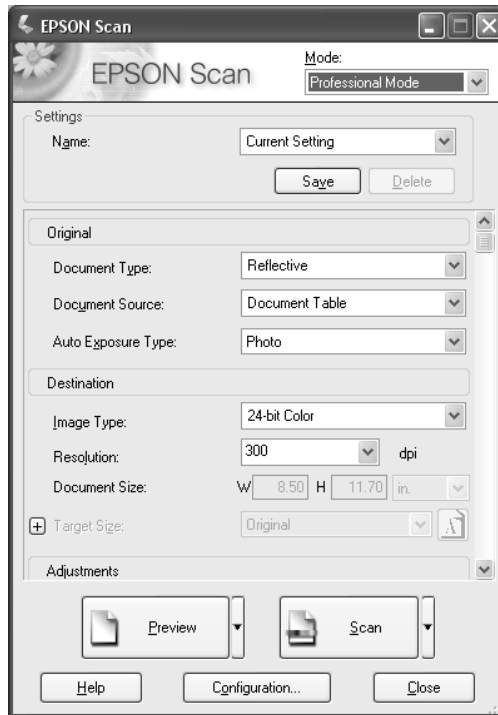 EPSON Scan
EPSON Scan
Mode:
Professional Mode
Settings
Name: Current Setting
Save Delete
Original
Document Type: Reflective
Document Source: Document Table
Auto Exposure Type: Photo
Destination
Image Type: 24-bit Color
Resolution: 300 dpi
Document Size: W 8.50 H 11.70 in.
Target Size: Original
Adjustments
Preview Scan
Help Configuration... Close